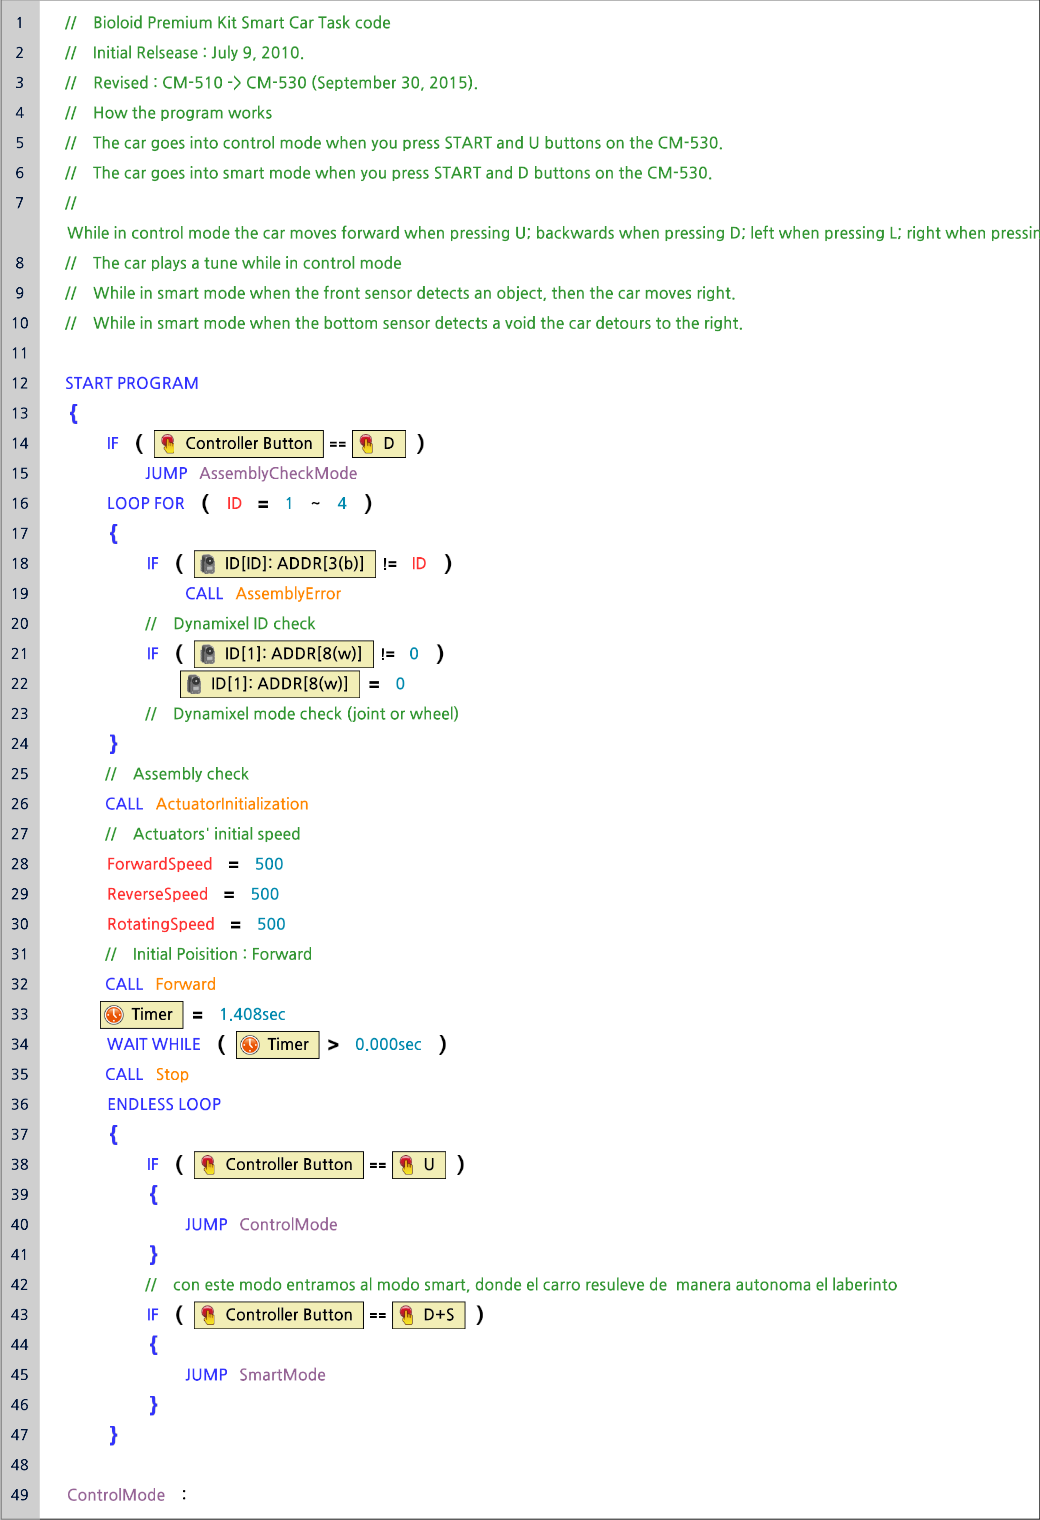 1 // Bioloid Premium Kit Smart Car Task code
2 // Initial Relsease : July 9, 2010.
3 // Revised : CM-510 -> CM-530 (September 30, 2015).
4 // How the program works
5 // The car goes into control mode when you press START and U buttons on the CM-530.
6 // The car goes into smart mode when you press START and D buttons on the CM-530.
7 //
While in control mode the car moves forward when pressing U; backwards when pressing D; left when pressing L; right when
8 // The car plays a tune while in control mode
9 // While in smart mode when the front sensor detects an object, then the car moves right.
10 // While in smart mode when the bottom sensor detects a void the car detours to the right.
11
12 START PROGRAM
13 {
14 IF ( Controller Button == D )
15 JUMP AssemblyCheckMode
16 LOOP FOR ( ID = 1 ~ 4 )
17 {
18 IF ( ID[ID]: ADDR[3(b)] != ID )
19 CALL AssemblyError
20 // Dynamixel ID check
21 IF ( ID[1]: ADDR[8(w)] != 0 )
22 ID[1]: ADDR[8(w)] = 0
23 // Dynamixel mode check (joint or wheel)
24 }
25 // Assembly check
26 CALL ActuatorInitialization
27 // Actuators' initial speed
28 ForwardSpeed = 500
29 ReverseSpeed = 500
30 RotatingSpeed = 500
31 // Initial Poisition : Forward
32 CALL Forward
33 Timer = 1.408sec
34 WAIT WHILE ( Timer > 0.000sec )
35 CALL Stop
36 ENDLESS LOOP
37 {
38 IF ( Controller Button == U )
39 {
40 JUMP ControlMode
41 }
42 // con este modo entramos al modo smart, donde el carro resuleve de manera autonoma el laberinto
43 IF ( Controller Button == D+S )
44 {
45 JUMP SmartMode
46 }
47 }
48
49 ControlMode :